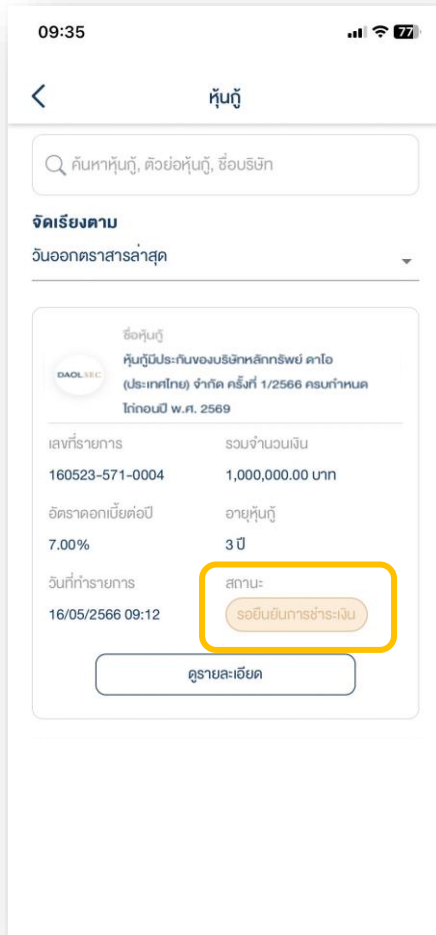 09:35
77
หุ้นกู้
ค้นหาหุ้นกู้, ตัวย่อหุ้นกู้, ชื่อบริษัท
จัดเรียงตาม
วันออกตราสารล่าสุด
ชื่อหุ้นกู้
DAOL SEC
หุ้นกู้มีประกันของบริษัทหลักทรัพย์ ดาโอ
(ประเทศไทย) จำกัด ครั้งที่ 1/2566 ครบกำหนด
ไถ่ถอนปี พ.ศ. 2569
เลขที่รายการ รวมจำนวนเงิน
160523-571-0004 1,000,000.00 บาท
อัตราดอกเบี้ยต่อปี อายุหุ้นกู้
7.00% 3 ปี
วันที่ทำรายการ สถานะ
16/05/2566 09:12 รอยืนยันการชำระเงิน
ดูรายละเอียด